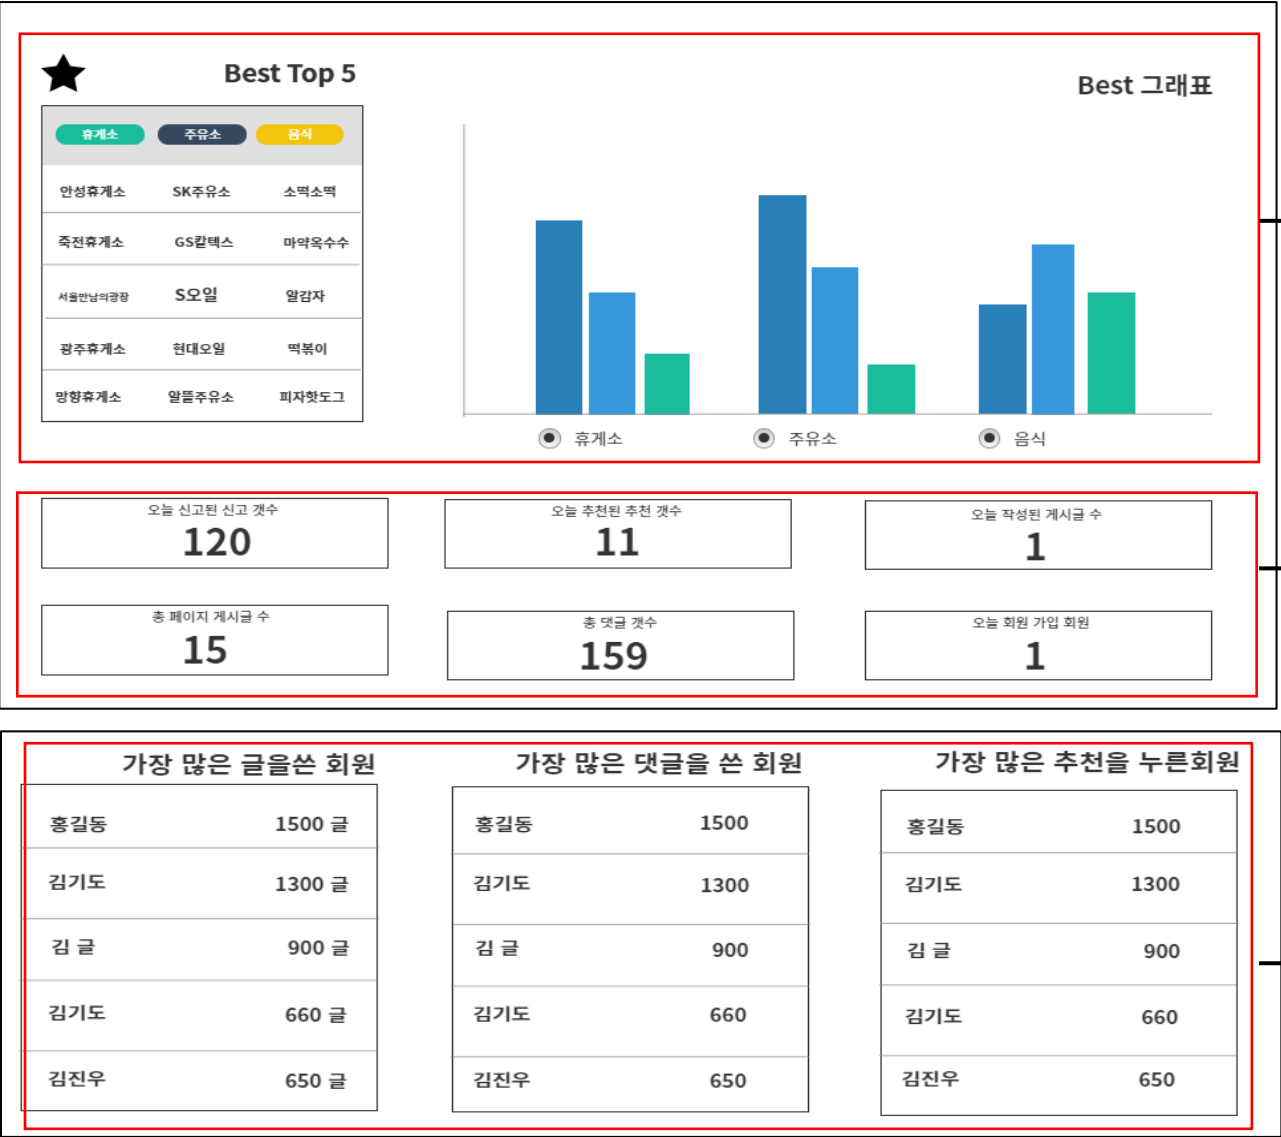 Best Top 5
Best 그래표
휴게소 주유소 음식
안성휴게소 SK주유소 소떡소떡
죽전휴게소 GS칼텍스 마약옥수수
서울만남의광장 S오일 알감자
광주휴게소 현대오일 떡볶이
망향휴게소 알뜰주유소 피자핫도그
휴게소 주유소 음식
오늘 신고된 신고 갯수
120
오늘 추천된 추천 갯수
11
오늘 작성된 게시글 수
1
총 페이지 게시글 수
15
총 댓글 갯수
159
오늘 회원 가입 회원
1
가장 많은 글을쓴 회원
홍길동 1500 글
김기도 1300 글
김 글 900 글
김기도 660 글
김진우 650 글
가장 많은 댓글을 쓴 회원
홍길동 1500
김기도 1300
김 글 900
김기도 660
김진우 650
가장 많은 추천을 누른회원
홍길동 1500
김기도 1300
김 글 900
김기도 660
김진우 650